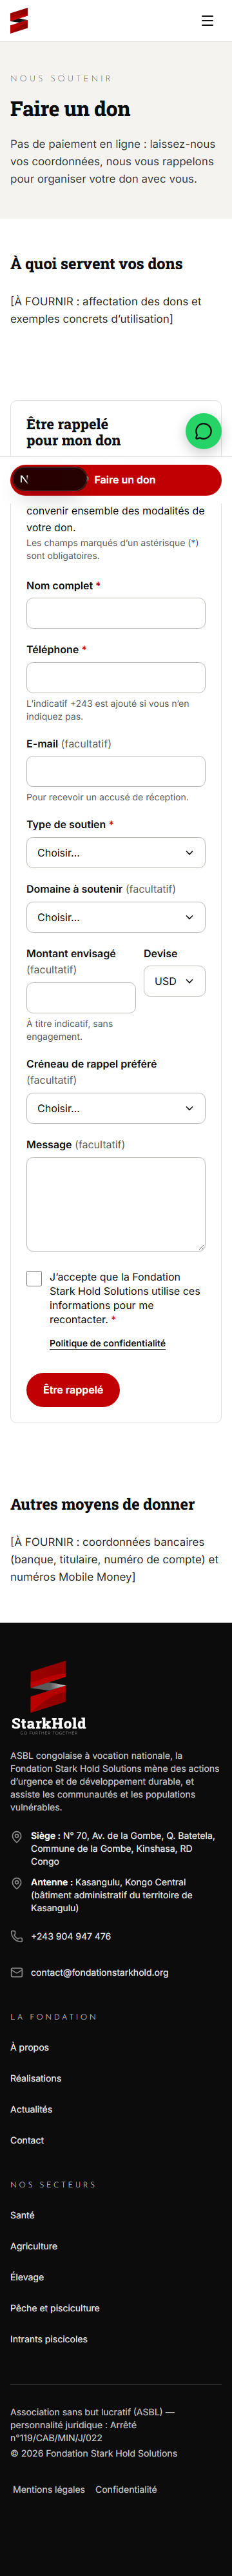 NOUS SOUTENIR
Faire un don
Pas de paiement en ligne : laissez-nous
vos coordonnées, nous vous rappelons
pour organiser votre don avec vous.
À quoi servent vos dons
[À FOURNIR : affectation des dons et
exemples concrets d’utilisation]
Être rappelé
pour mon don
N
Faire un don
convenir ensemble des modalités de
votre don.
Les champs marqués d’un astérisque (*)
sont obligatoires.
Nom complet *
Téléphone *
L’indicatif +243 est ajouté si vous n’en
indiquez pas.
E-mail (facultatif)
Pour recevoir un accusé de réception.
Type de soutien *
Choisir...
Domaine à soutenir (facultatif)
Choisir...
Montant envisagé
(facultatif)
Devise
USD
À titre indicatif, sans
engagement.
Créneau de rappel préféré
(facultatif)
Choisir...
Message (facultatif)
J’accepte que la Fondation
Stark Hold Solutions utilise ces
informations pour me
recontacter. *
Politique de confidentialité
Être rappelé
Autres moyens de donner
[À FOURNIR : coordonnées bancaires
(banque, titulaire, numéro de compte) et
numéros Mobile Money]
StarkHold
GO FURTHER TOGETHER
ASBL congolaise à vocation nationale, la
Fondation Stark Hold Solutions mène des actions
d’urgence et de développement durable, et
assiste les communautés et les populations
vulnérables.
Siège : N° 70, Av. de la Gombe, Q. Batetela,
Commune de la Gombe, Kinshasa, RD
Congo
Antenne : Kasangulu, Kongo Central
(bâtiment administratif du territoire de
Kasangulu)
+243 904 947 476
contact@fondationstarkhold.org
LA FONDATION
À propos
Réalisations
Actualités
Contact
NOS SECTEURS
Santé
Agriculture
Élevage
Pêche et pisciculture
Intrants piscicoles
Association sans but lucratif (ASBL) —
personnalité juridique : Arrêté
n°119/CAB/MIN/J/022
© 2026 Fondation Stark Hold Solutions
Mentions légales Confidentialité